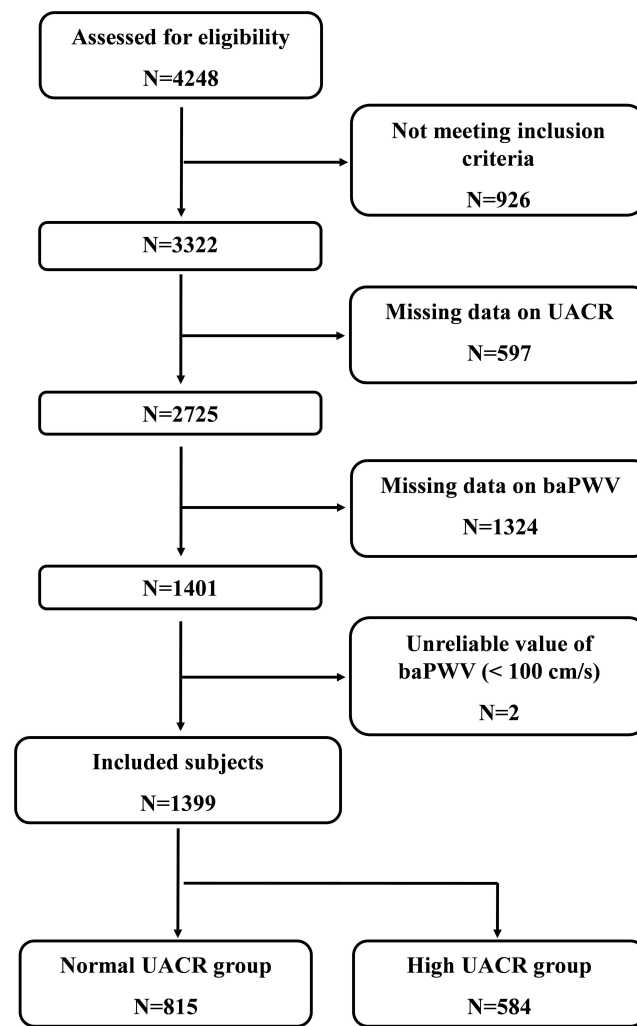 Assessed for eligibility
N=4248
Not meeting inclusion
criteria
N=926
N=3322
Missing data on UACR
N=597
N=2725
Missing data on baPWV
N=1324
N=1401
Unreliable value of
baPWV (< 100 cm/s)
N=2
Included subjects
N=1399
Normal UACR group
N=815
High UACR group
N=584